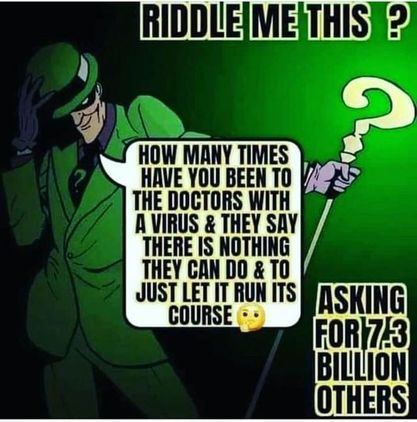 RIDDLE ME THIS ?
HOW MANY TIMES
HAVE YOU BEEN TO
THE DOCTORS WITH
A VIRUS & THEY SAY
THERE IS NOTHING
THEY CAN DO & TO
JUST LET IT RUN ITS
COURSE 🤔
ASKING
FOR 7.3
BILLION
OTHERS